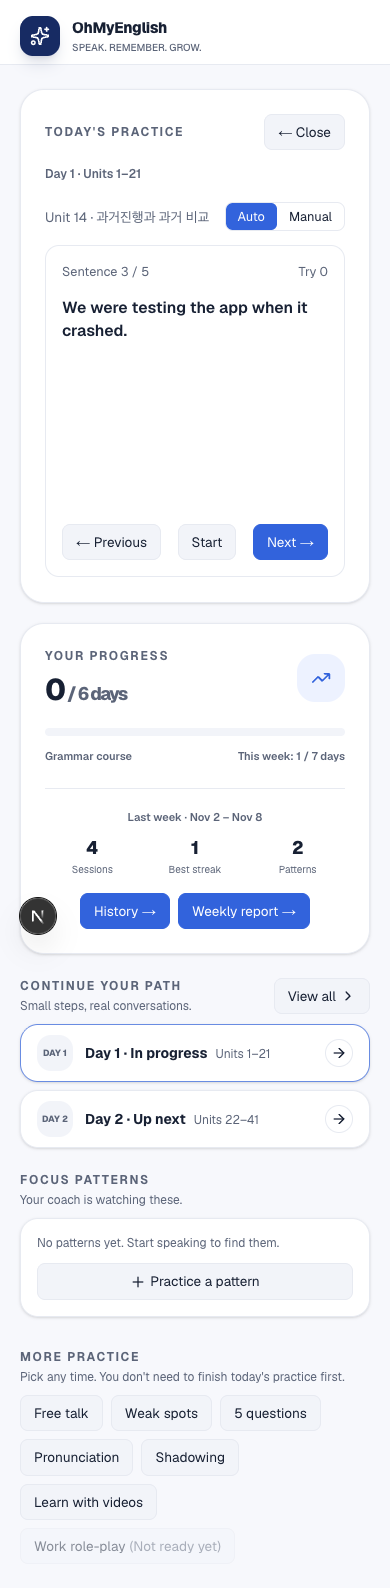 OhMyEnglish
SPEAK. REMEMBER. GROW.
TODAY'S PRACTICE
← Close
Day 1 · Units 1–21
Unit 14 · 과거진행과 과거 비교
Auto
Manual
Sentence 3 / 5
Try 0
We were testing the app when it
crashed.
← Previous
Start
Next →
YOUR PROGRESS
0 / 6 days
Grammar course
This week: 1 / 7 days
Last week · Nov 2 – Nov 8
4
1
2
Sessions
Best streak
Patterns
N
History →
Weekly report →
CONTINUE YOUR PATH
Small steps, real conversations.
View all
DAY 1
Day 1 · In progress Units 1–21
DAY 2
Day 2 · Up next Units 22–41
FOCUS PATTERNS
Your coach is watching these.
No patterns yet. Start speaking to find them.
+ Practice a pattern
MORE PRACTICE
Pick any time. You don't need to finish today's practice first.
Free talk
Weak spots
5 questions
Pronunciation
Shadowing
Learn with videos
Work role-play (Not ready yet)